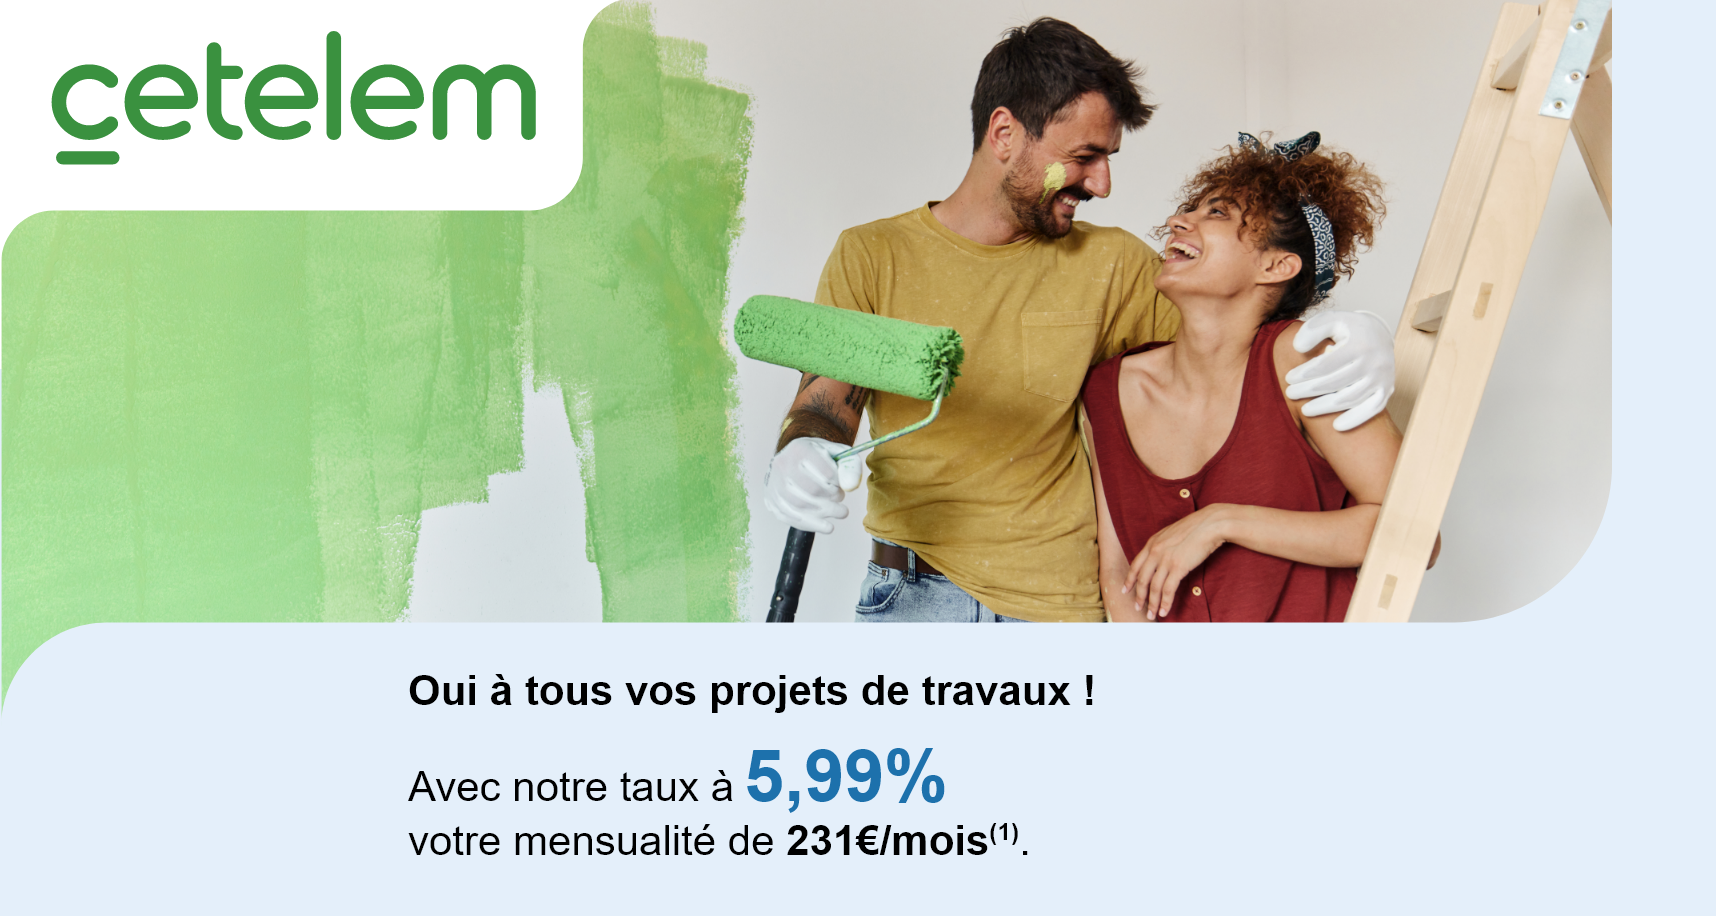 cetelem
Oui à tous vos projets de travaux !
Avec notre taux à 5,99%
votre mensualité de 231€/mois(1).